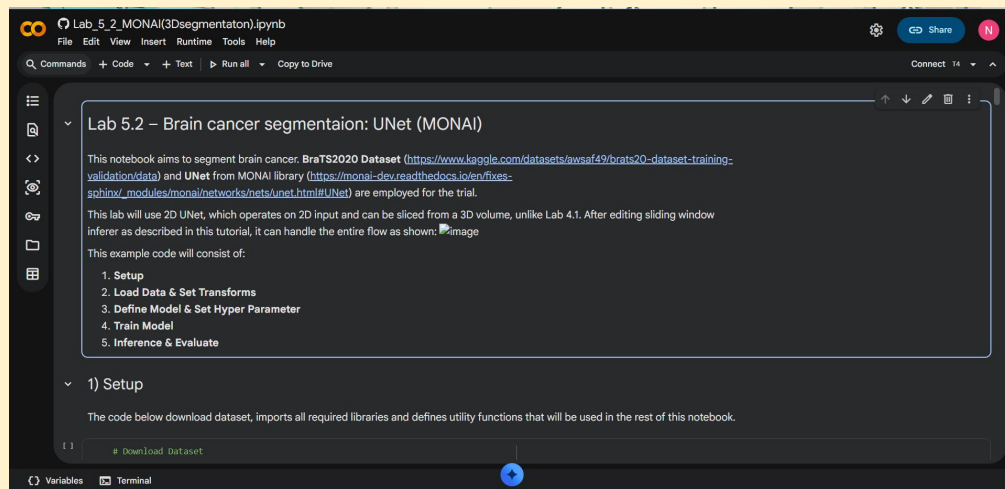 Lab_5_2_MONAI(3Dsegmentaton).ipynb
File Edit View Insert Runtime Tools Help
Share
N
Commands + Code + Text Run all Copy to Drive
Connect T4
Lab 5.2 – Brain cancer segmentaion: UNet (MONAI)
This notebook aims to segment brain cancer. BraTS2020 Dataset (https://www.kaggle.com/datasets/awsaf49/brats20-dataset-training-
validation/data) and UNet from MONAI library (https://monai-dev.readthedocs.io/en/fixes-
sphinx/_modules/monai/networks/nets/unet.html#UNet) are employed for the trial.
This lab will use 2D UNet, which operates on 2D input and can be sliced from a 3D volume, unlike Lab 4.1. After editing sliding window
inferer as described in this tutorial, it can handle the entire flow as shown: image
This example code will consist of:
1. Setup
2. Load Data & Set Transforms
3. Define Model & Set Hyper Parameter
4. Train Model
5. Inference & Evaluate
1) Setup
The code below download dataset, imports all required libraries and defines utility functions that will be used in the rest of this notebook.
[ ]
# Download Dataset
{} Variables Terminal